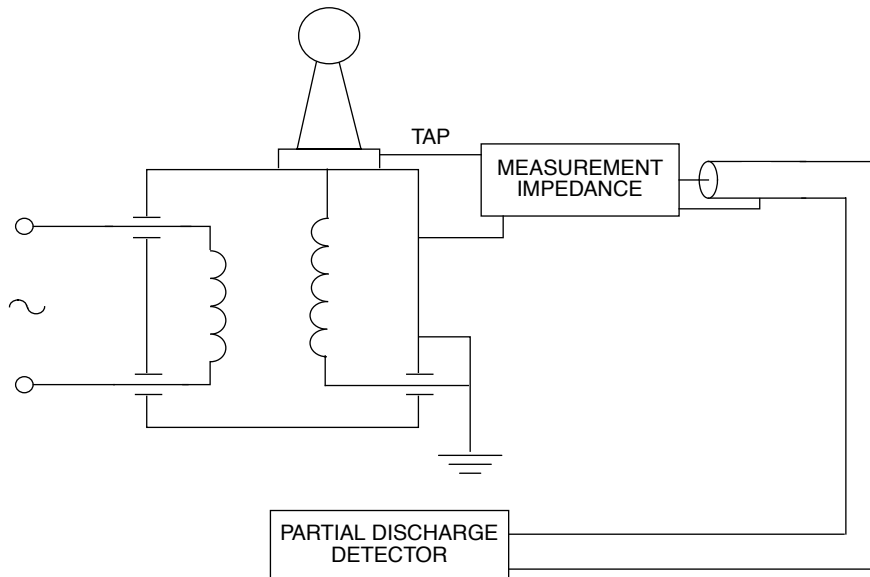 TAP
MEASUREMENT
IMPEDANCE
PARTIAL DISCHARGE
DETECTOR